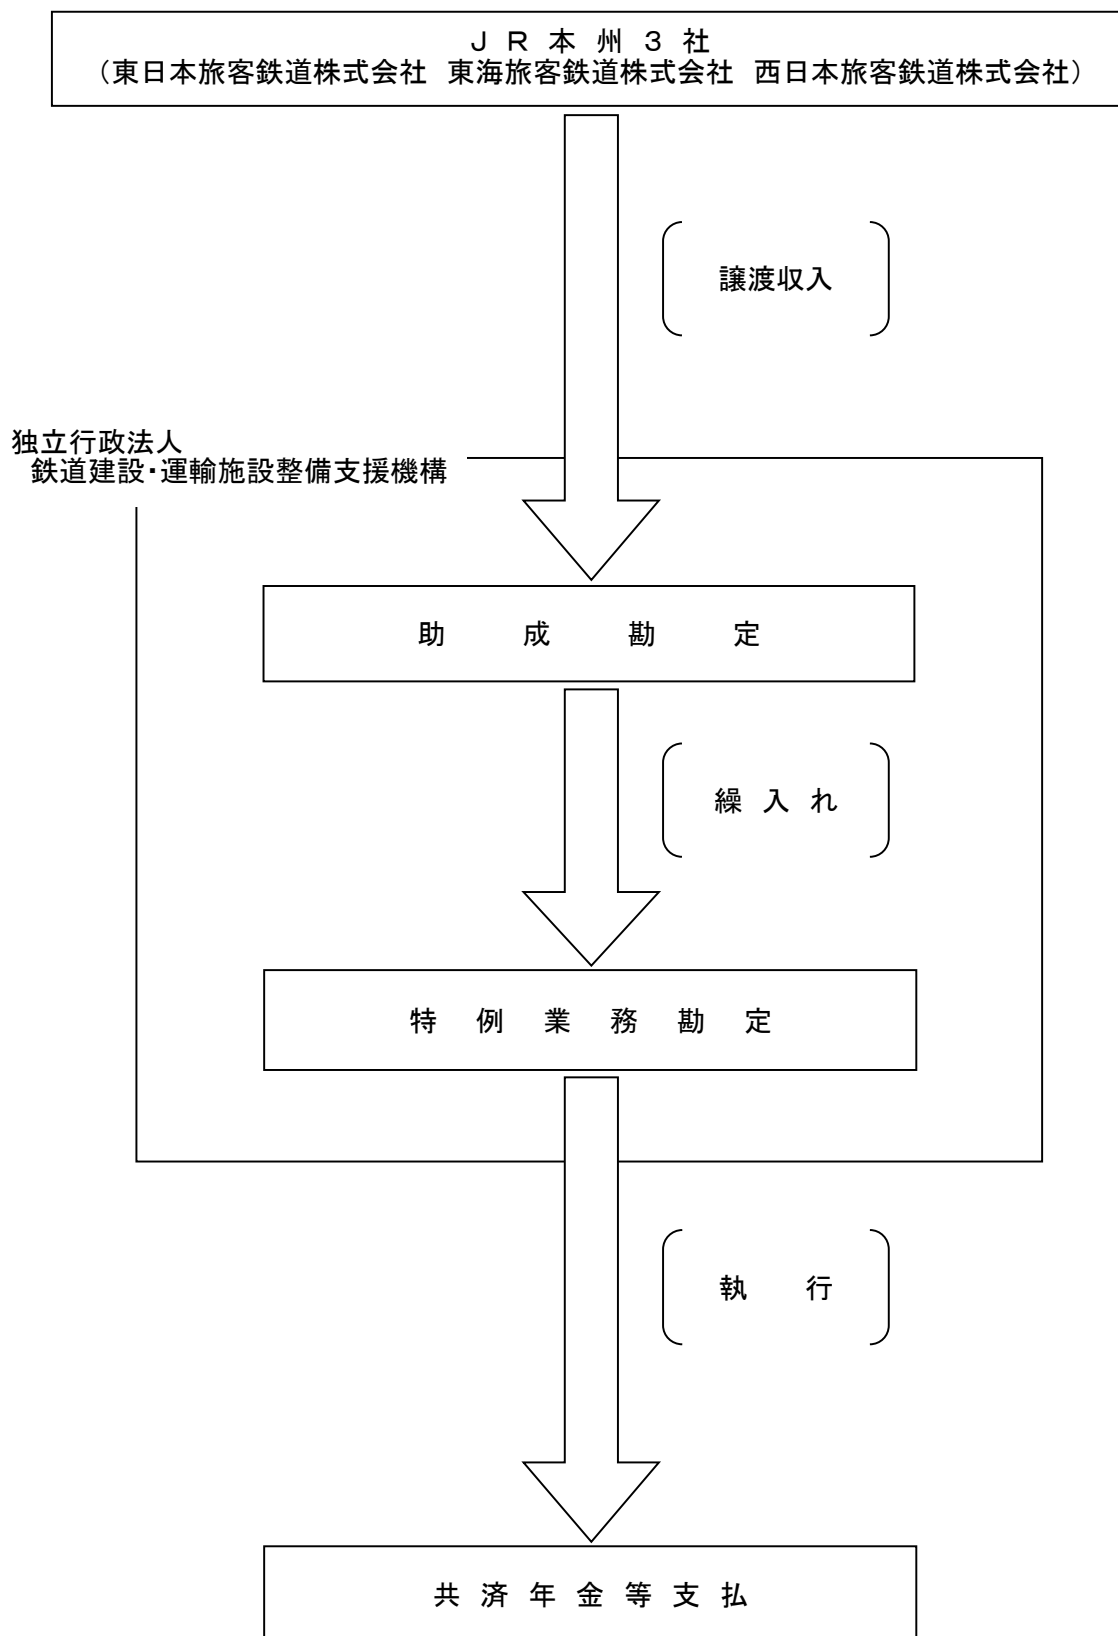 JR本州3社
（東日本旅客鉄道株式会社 東海旅客鉄道株式会社 西日本旅客鉄道株式会社）
譲渡収入
独立行政法人
鉄道建設・運輸施設整備支援機構
助成勘定
繰入れ
特例業務勘定
執行
共済年金等支払